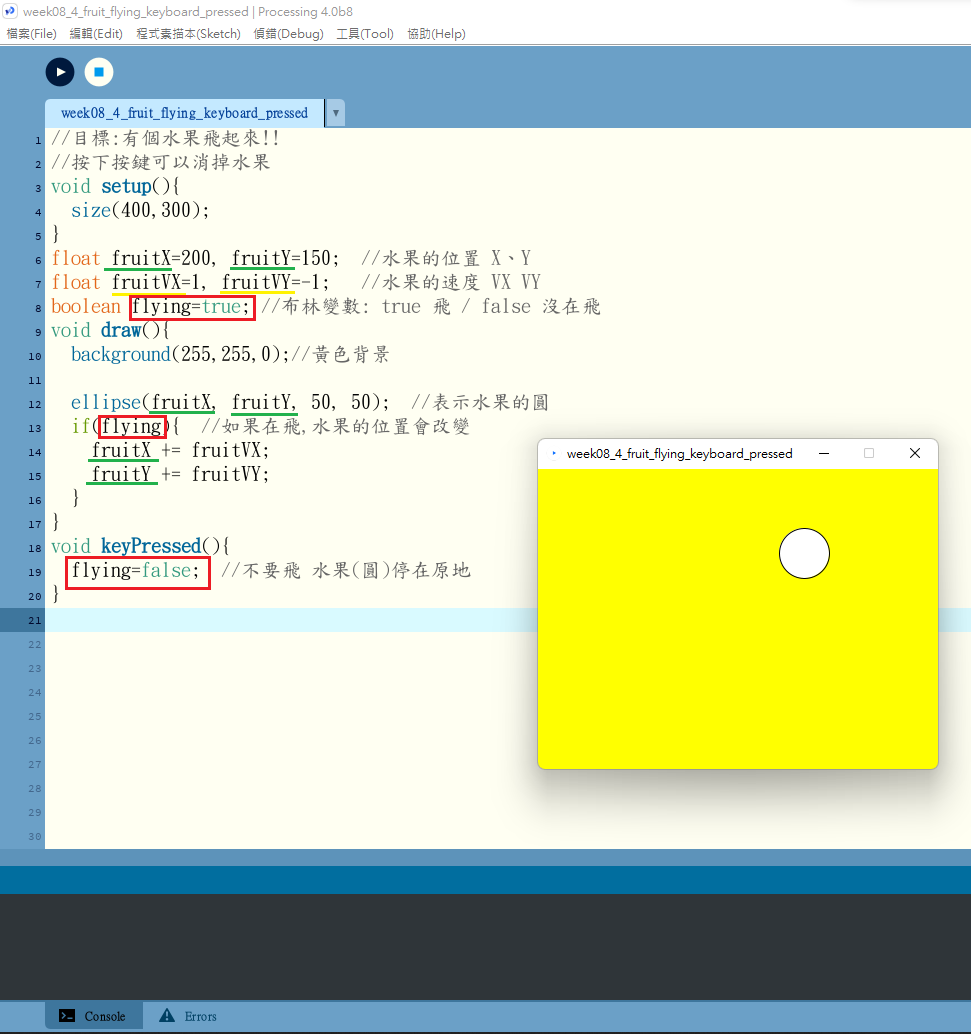 week08_4_fruit_flying_keyboard_pressed | Processing 4.0b8
檔案(File) 編輯(Edit) 程式素描本(Sketch) 偵錯(Debug) 工具(Tool) 協助(Help)
week08_4_fruit_flying_keyboard_pressed ▼
1 //目標:有個水果飛起來!!
2 //按下按鍵可以消掉水果
3 void setup(){
4 size(400,300);
5 }
6 float fruitX=200, fruitY=150; //水果的位置 X、Y
7 float fruitVX=1, fruitVY=-1; //水果的速度 VX VY
8 boolean flying=true; //布林變數: true 飛 / false 沒在飛
9 void draw(){
10 background(255,255,0);//黃色背景
11
12 ellipse(fruitX, fruitY, 50, 50); //表示水果的圓
13 if(flying){ //如果在飛,水果的位置會改變
14 fruitX += fruitVX;
15 fruitY += fruitVY;
16 }
17 }
18 void keyPressed(){
19 flying=false; //不要飛 水果(圓)停在原地
20 }
21
22
23
24
25
26
27
28
29
30
week08_4_fruit_flying_keyboard_pressed
Console Errors